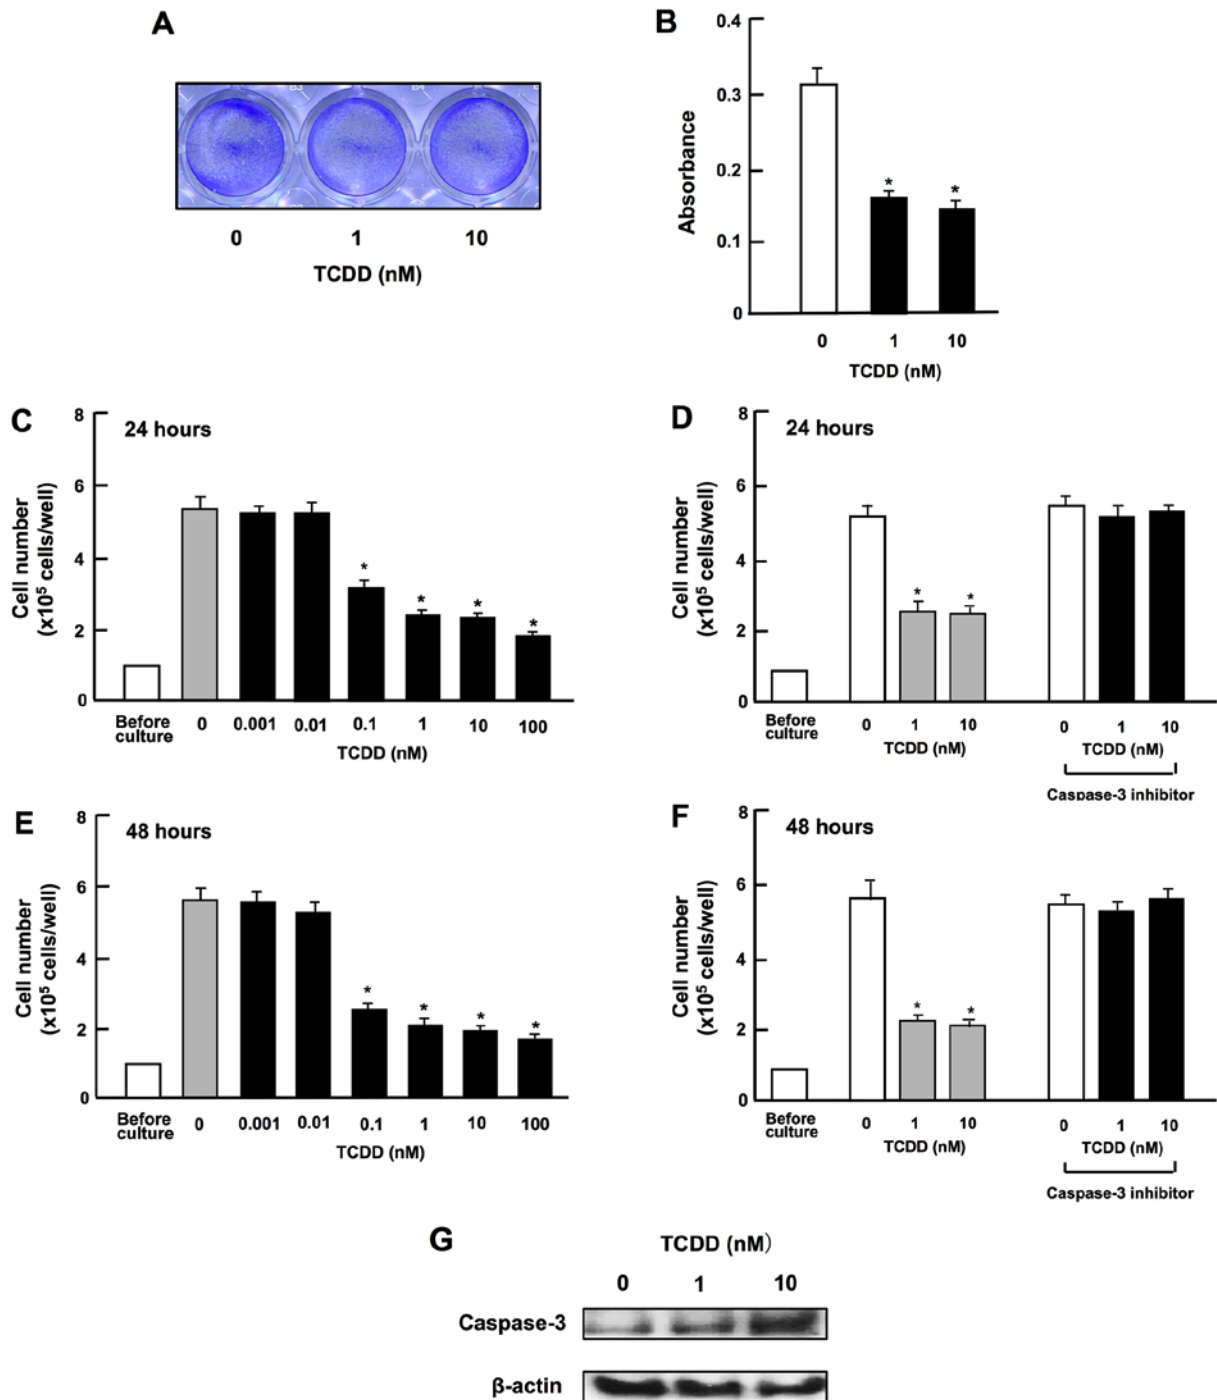 A
B3
B4
0 1 10
TCDD (nM)
B
0.4
0.3
0.2
0.1
0
Absorbance
* *
0 1 10
TCDD (nM)
C
24 hours
8
6
4
2
0
Cell number
(x10⁵ cells/well)
* * * *
Before
culture
0 0.001 0.01 0.1 1 10 100
TCDD (nM)
D
24 hours
8
6
4
2
0
Cell number
(x10⁵ cells/well)
* *
Before
culture
0 1 10 0 1 10
TCDD (nM) TCDD (nM)
Caspase-3 inhibitor
E
48 hours
8
6
4
2
0
Cell number
(x10⁵ cells/well)
* * * *
Before
culture
0 0.001 0.01 0.1 1 10 100
TCDD (nM)
F
48 hours
8
6
4
2
0
Cell number
(x10⁵ cells/well)
* *
Before
culture
0 1 10 0 1 10
TCDD (nM) TCDD (nM)
Caspase-3 inhibitor
G
TCDD (nM)
0 1 10
Caspase-3
β-actin